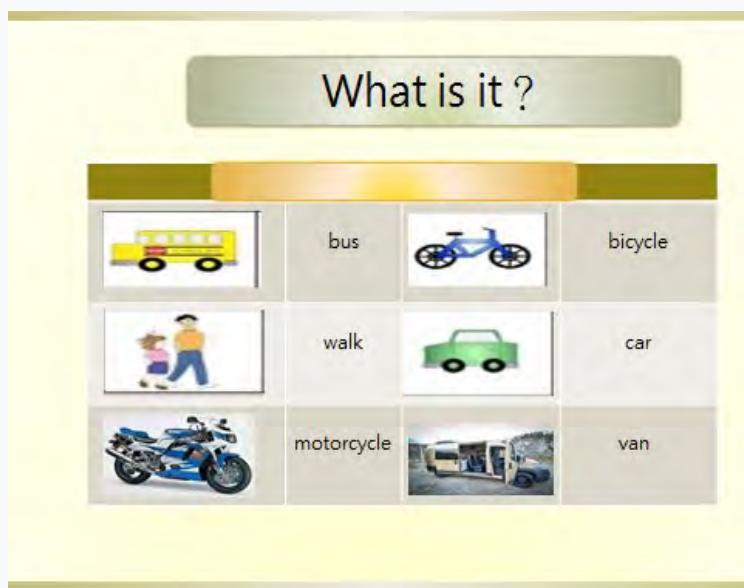 What is it？
bus
bicycle
walk
car
motorcycle
van